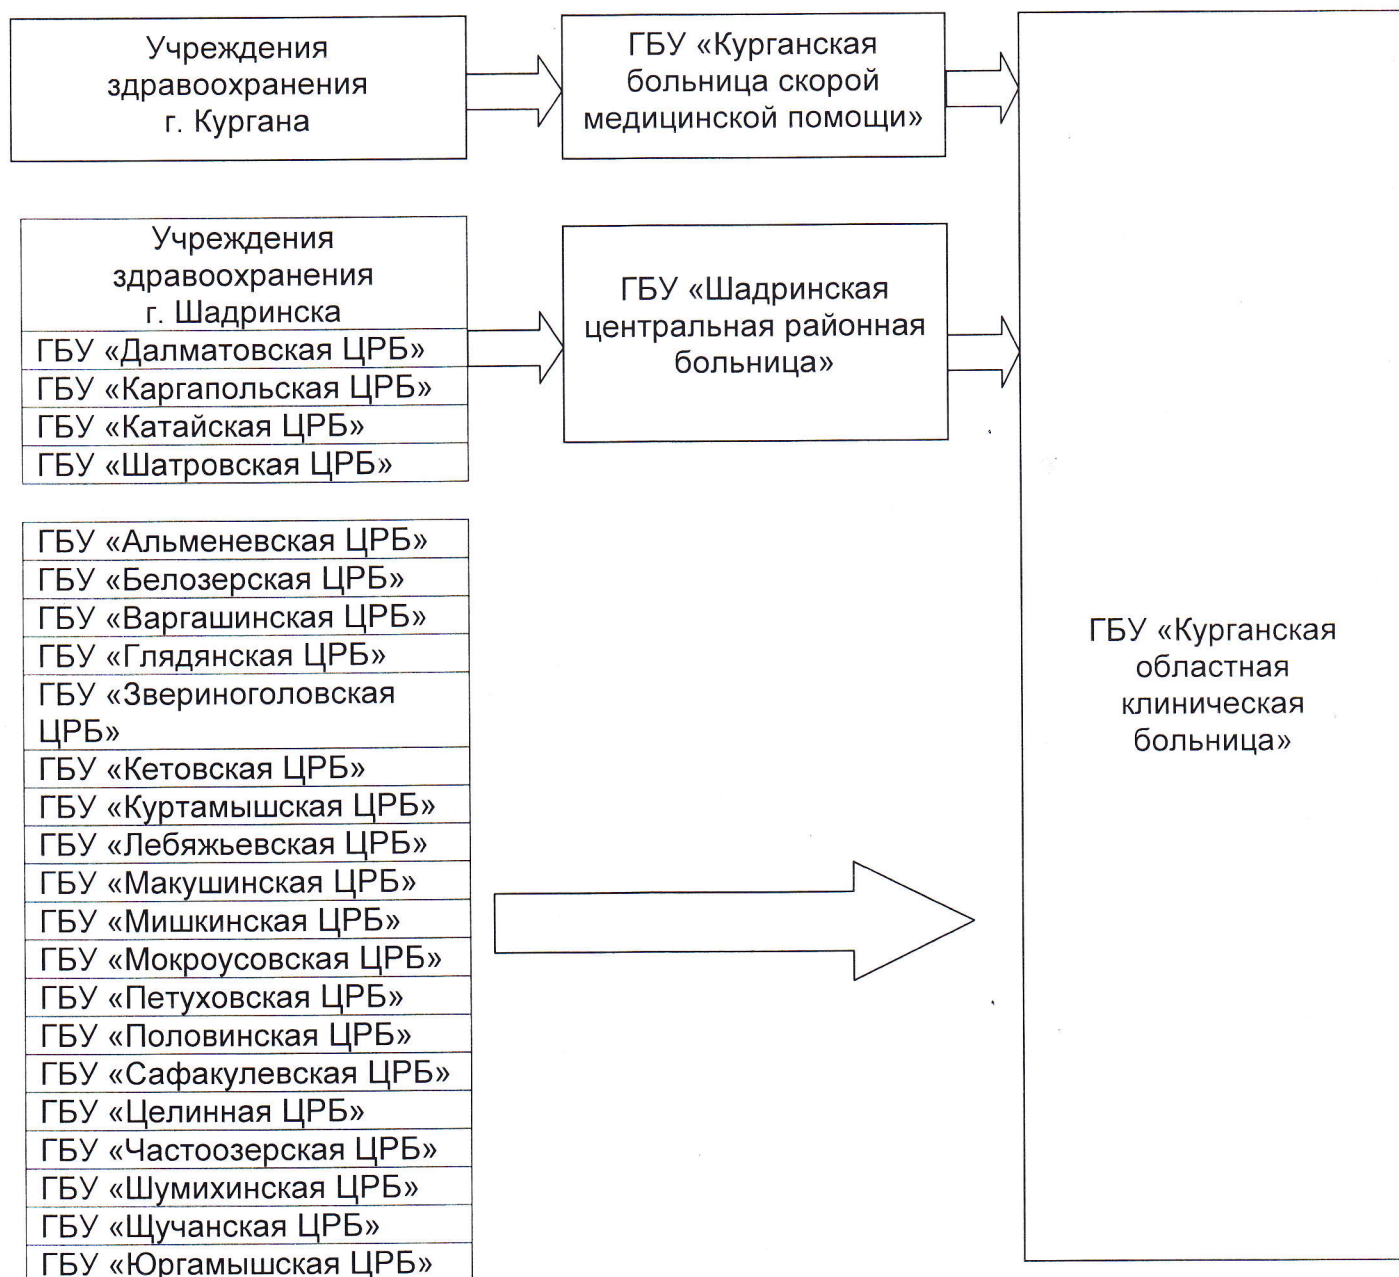 Учреждения
здравоохранения
г. Кургана
ГБУ «Курганская
больница скорой
медицинской помощи»
Учреждения
здравоохранения
г. Шадринска
ГБУ «Далматовская ЦРБ»
ГБУ «Каргапольская ЦРБ»
ГБУ «Катайская ЦРБ»
ГБУ «Шатровская ЦРБ»
ГБУ «Шадринская
центральная районная
больница»
ГБУ «Альменевская ЦРБ»
ГБУ «Белозерская ЦРБ»
ГБУ «Варгашинская ЦРБ»
ГБУ «Глядянская ЦРБ»
ГБУ «Звериноголовская
ЦРБ»
ГБУ «Кетовская ЦРБ»
ГБУ «Куртамышская ЦРБ»
ГБУ «Лебяжьевская ЦРБ»
ГБУ «Макушинская ЦРБ»
ГБУ «Мишкинская ЦРБ»
ГБУ «Мокроусовская ЦРБ»
ГБУ «Петуховская ЦРБ»
ГБУ «Половинская ЦРБ»
ГБУ «Сафакулевская ЦРБ»
ГБУ «Целинная ЦРБ»
ГБУ «Частоозерская ЦРБ»
ГБУ «Шумихинская ЦРБ»
ГБУ «Щучанская ЦРБ»
ГБУ «Юргамышская ЦРБ»
ГБУ «Курганская
областная
клиническая
больница»